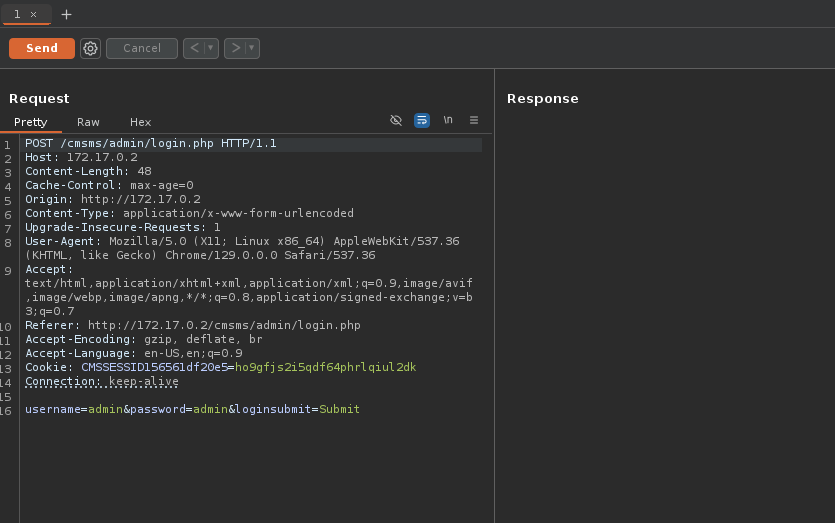 1 ×
+
Send
Cancel
<
>
Request
Response
Pretty Raw Hex
\n
1 POST /cmsms/admin/login.php HTTP/1.1
2 Host: 172.17.0.2
3 Content-Length: 48
4 Cache-Control: max-age=0
5 Origin: http://172.17.0.2
6 Content-Type: application/x-www-form-urlencoded
7 Upgrade-Insecure-Requests: 1
8 User-Agent: Mozilla/5.0 (X11; Linux x86_64) AppleWebKit/537.36
(KHTML, like Gecko) Chrome/129.0.0.0 Safari/537.36
9 Accept:
text/html,application/xhtml+xml,application/xml;q=0.9,image/avif
,image/webp,image/apng,*/*;q=0.8,application/signed-exchange;v=b
3;q=0.7
10 Referer: http://172.17.0.2/cmsms/admin/login.php
11 Accept-Encoding: gzip, deflate, br
12 Accept-Language: en-US,en;q=0.9
13 Cookie: CMSSESSID156561df20e5=ho9gfjs2i5qdf64phrlqiul2dk
14 Connection: keep-alive
15
16 username=admin&password=admin&loginsubmit=Submit